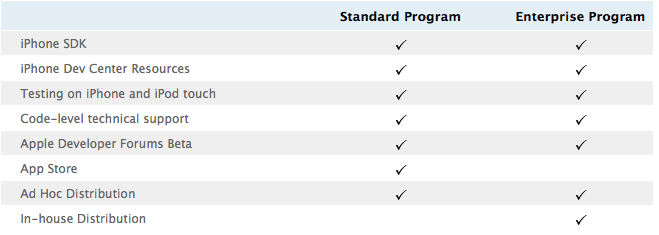 Standard Program Enterprise Program
iPhone SDK ✓ ✓
iPhone Dev Center Resources ✓ ✓
Testing on iPhone and iPod touch ✓ ✓
Code-level technical support ✓ ✓
Apple Developer Forums Beta ✓ ✓
App Store ✓
Ad Hoc Distribution ✓ ✓
In-house Distribution ✓